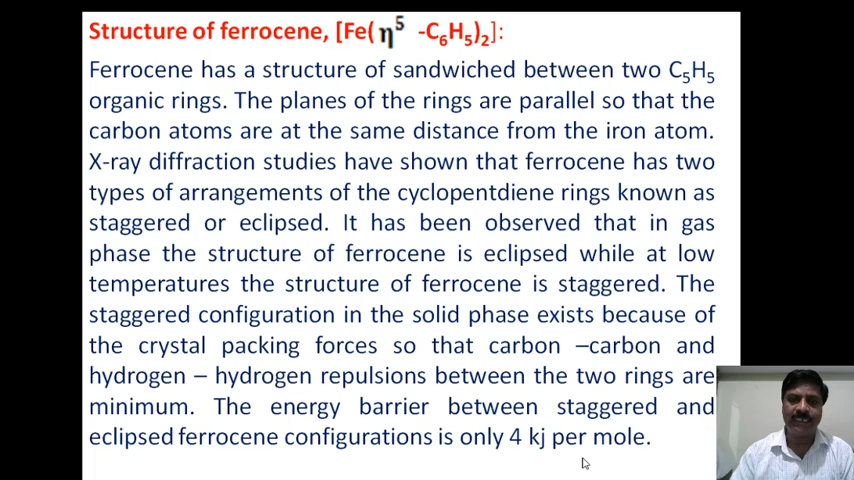 Structure of ferrocene, [Fe(η⁵ -C₆H₅)₂]:
Ferrocene has a structure of sandwiched between two C₅H₅
organic rings. The planes of the rings are parallel so that the
carbon atoms are at the same distance from the iron atom.
X-ray diffraction studies have shown that ferrocene has two
types of arrangements of the cyclopentdiene rings known as
staggered or eclipsed. It has been observed that in gas
phase the structure of ferrocene is eclipsed while at low
temperatures the structure of ferrocene is staggered. The
staggered configuration in the solid phase exists because of
the crystal packing forces so that carbon –carbon and
hydrogen – hydrogen repulsions between the two rings are
minimum. The energy barrier between staggered and
eclipsed ferrocene configurations is only 4 kj per mole.